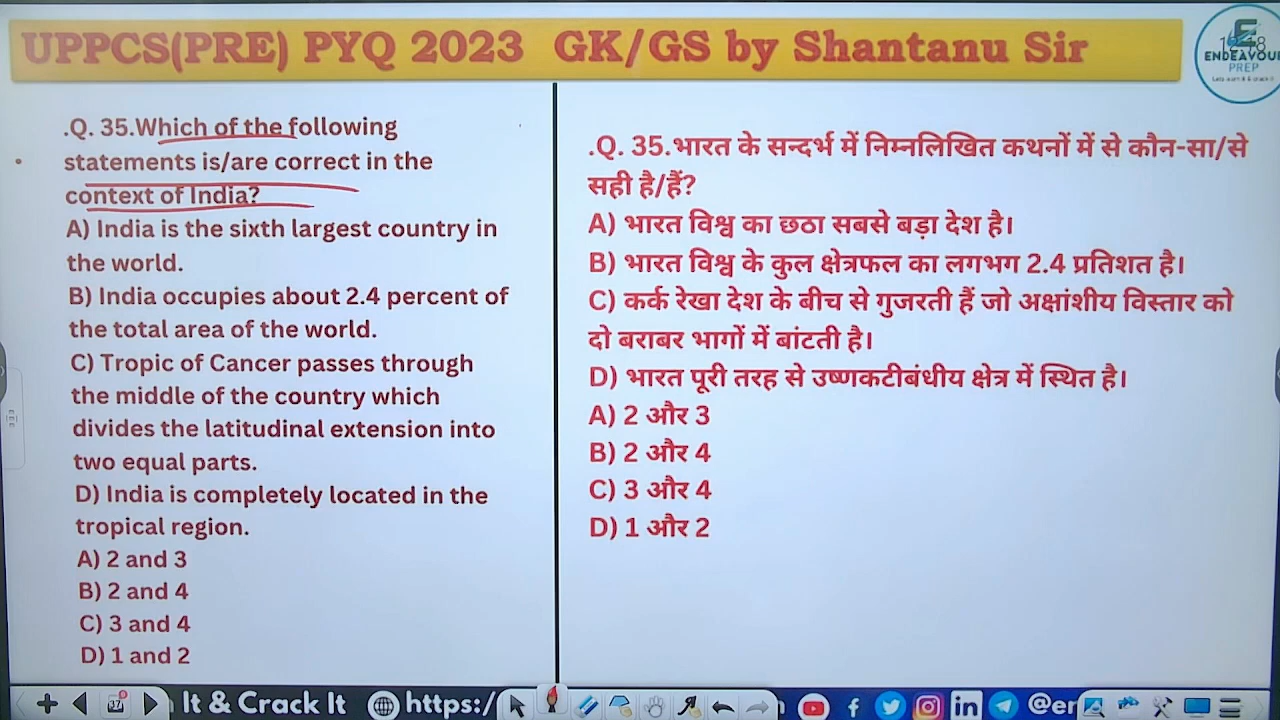 UPPCS(PRE) PYQ 2023 GK/GS by Shantanu Sir
ENDEAVOUR
PREP
.Q. 35.Which of the following
statements is/are correct in the
context of India?
A) India is the sixth largest country in
the world.
B) India occupies about 2.4 percent of
the total area of the world.
C) Tropic of Cancer passes through
the middle of the country which
divides the latitudinal extension into
two equal parts.
D) India is completely located in the
tropical region.
A) 2 and 3
B) 2 and 4
C) 3 and 4
D) 1 and 2
.Q. 35.भारत के सन्दर्भ में निम्नलिखित कथनों में से कौन-सा/से
सही है/हैं?
A) भारत विश्व का छठा सबसे बड़ा देश है।
B) भारत विश्व के कुल क्षेत्रफल का लगभग 2.4 प्रतिशत है।
C) कर्क रेखा देश के बीच से गुजरती हैं जो अक्षांशीय विस्तार को
दो बराबर भागों में बांटती है।
D) भारत पूरी तरह से उष्णकटीबंधीय क्षेत्र में स्थित है।
A) 2 और 3
B) 2 और 4
C) 3 और 4
D) 1 और 2
It & Crack It https:/ @er